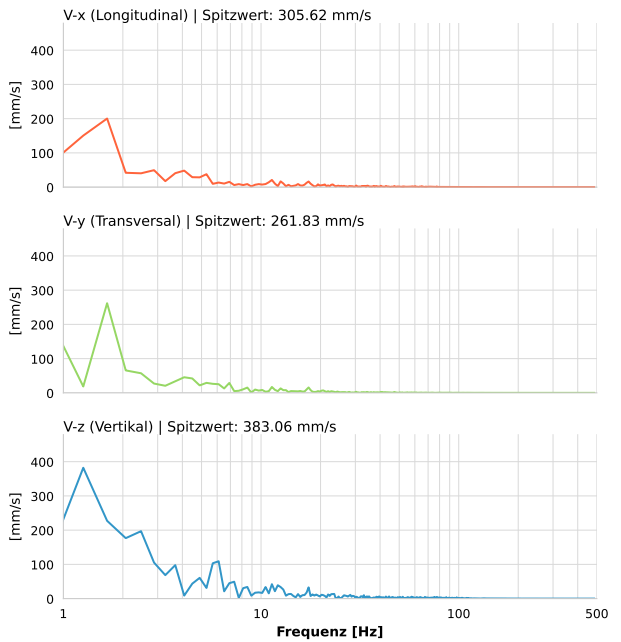 V-x (Longitudinal) | Spitzwert: 305.62 mm/s
400
300
200
100
0
[mm/s]
V-y (Transversal) | Spitzwert: 261.83 mm/s
400
300
200
100
0
[mm/s]
V-z (Vertikal) | Spitzwert: 383.06 mm/s
400
300
200
100
0
[mm/s]
1 10 100 500
Frequenz [Hz]